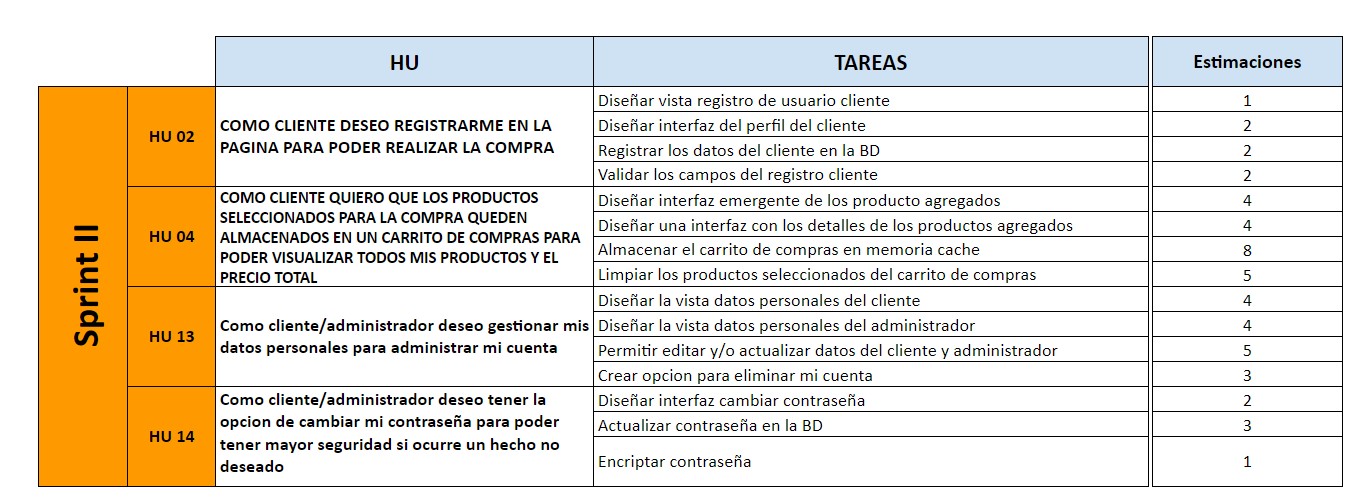 HU TAREAS Estimaciones
Sprint II
HU 02
COMO CLIENTE DESEO REGISTRARME EN LA
PAGINA PARA PODER REALIZAR LA COMPRA
Diseñar vista registro de usuario cliente 1
Diseñar interfaz del perfil del cliente 2
Registrar los datos del cliente en la BD 2
Validar los campos del registro cliente 2
HU 04
COMO CLIENTE QUIERO QUE LOS PRODUCTOS
SELECCIONADOS PARA LA COMPRA QUEDEN
ALMACENADOS EN UN CARRITO DE COMPRAS PARA
PODER VISUALIZAR TODOS MIS PRODUCTOS Y EL
PRECIO TOTAL
Diseñar interfaz emergente de los producto agregados 4
Diseñar una interfaz con los detalles de los productos agregados 4
Almacenar el carrito de compras en memoria cache 8
Limpiar los productos seleccionados del carrito de compras 5
HU 13
Como cliente/administrador deseo gestionar mis
datos personales para administrar mi cuenta
Diseñar la vista datos personales del cliente 4
Diseñar la vista datos personales del administrador 4
Permitir editar y/o actualizar datos del cliente y administrador 5
Crear opcion para eliminar mi cuenta 3
HU 14
Como cliente/administrador deseo tener la
opcion de cambiar mi contraseña para poder
tener mayor seguridad si ocurre un hecho no
deseado
Diseñar interfaz cambiar contraseña 2
Actualizar contraseña en la BD 3
Encriptar contraseña 1